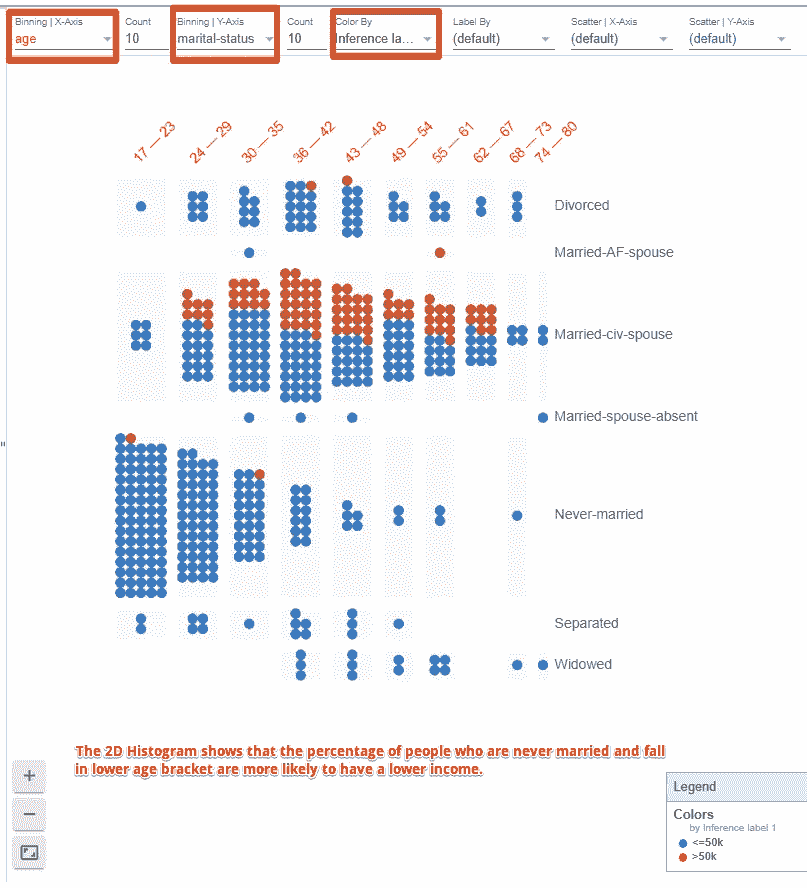 Binning | X-Axis Count Binning | Y-Axis Count Color By Label By Scatter | X-Axis Scatter | Y-Axis
age 10 marital-status 10 Inference la... (default) (default) (default)
17 — 23 24 — 29 30 — 35 36 — 42 43 — 48 49 — 54 55 — 61 62 — 67 68 — 73 74 — 80
Divorced
Married-AF-spouse
Married-civ-spouse
Married-spouse-absent
Never-married
Separated
Widowed
The 2D Histogram shows that the percentage of people who are never married and fall
in lower age bracket are more likely to have a lower income.
Legend
Colors
by Inference label 1
<=50k
>50k